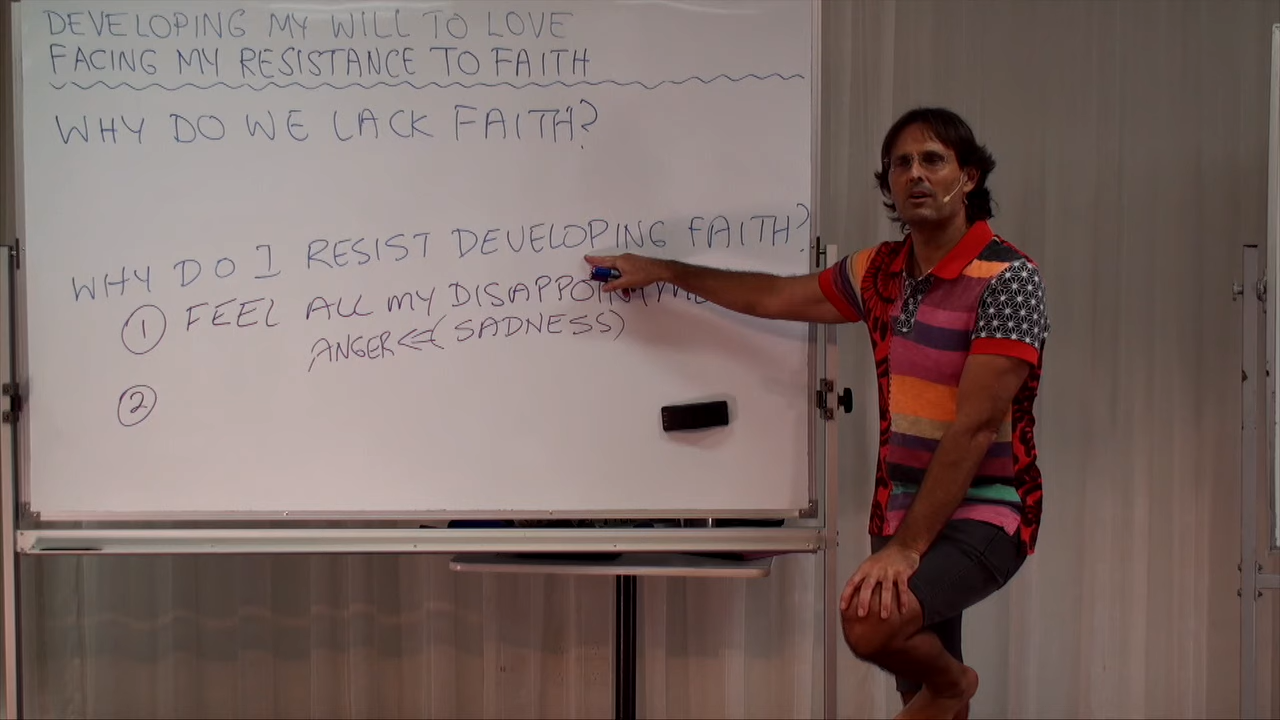 DEVELOPING MY WILL TO LOVE
FACING MY RESISTANCE TO FAITH
WHY DO WE LACK FAITH?
WHY DO I RESIST DEVELOPING FAITH?
1 FEEL ALL MY
ANGER <= (SADNESS)
2